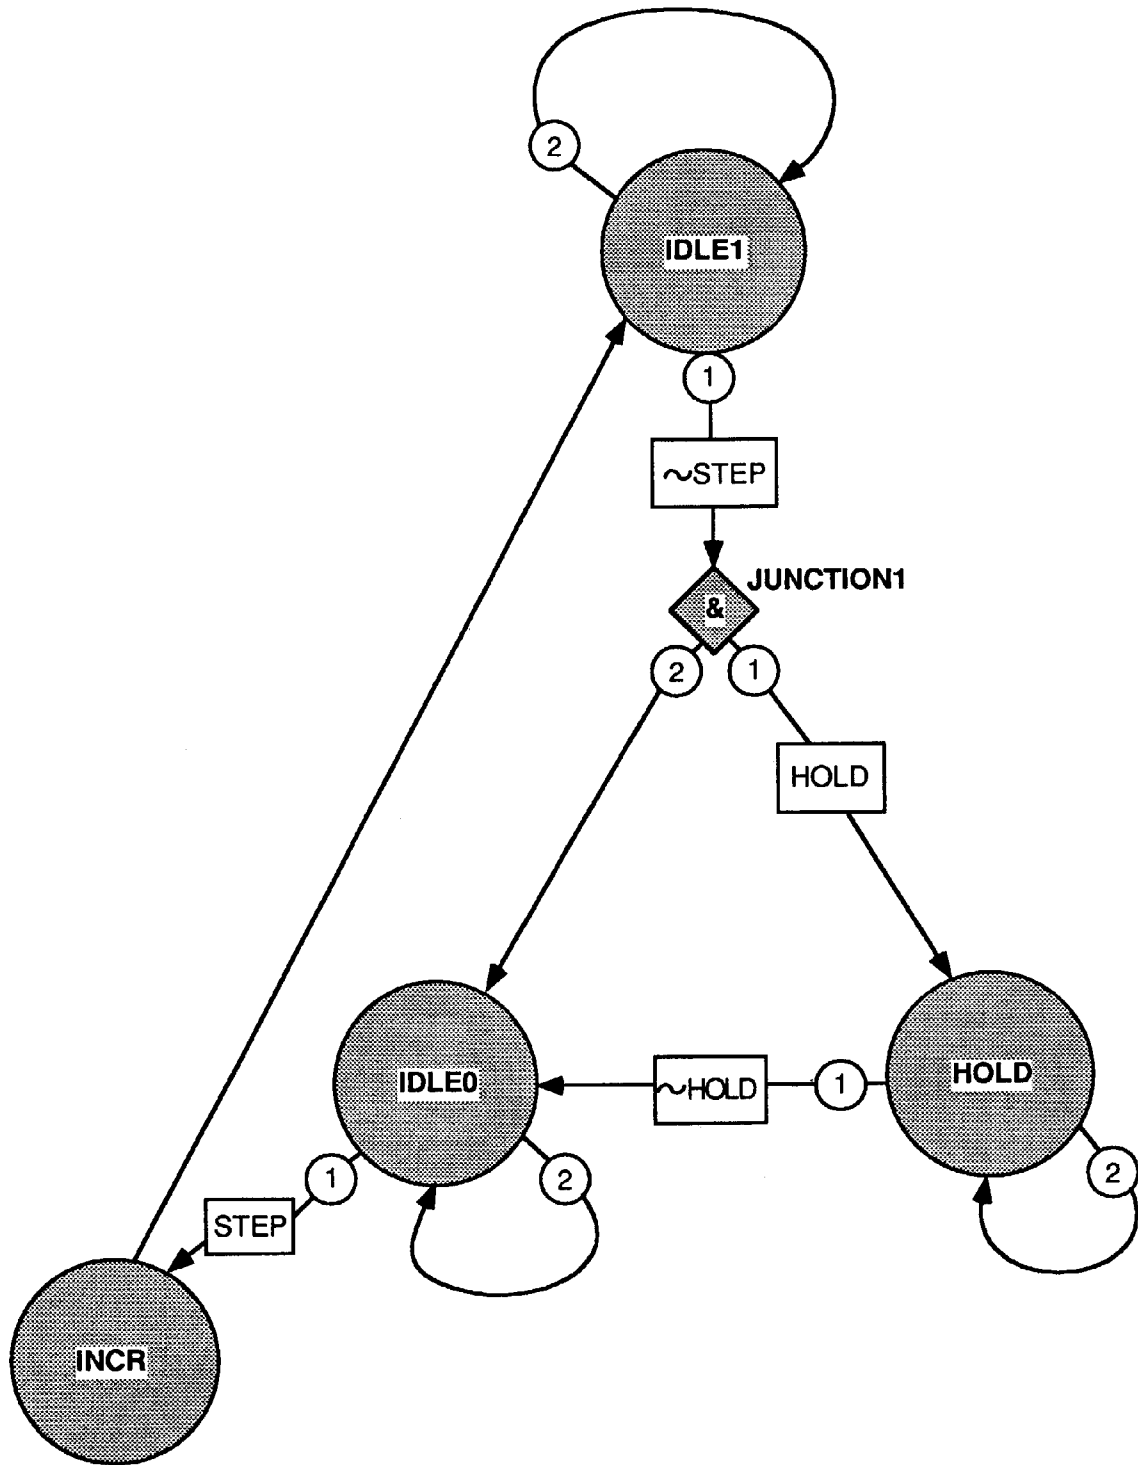 2
IDLE1
1
~STEP
JUNCTION1
&
2
1
HOLD
IDLE0
~HOLD
1
HOLD
1
2
2
STEP
INCR